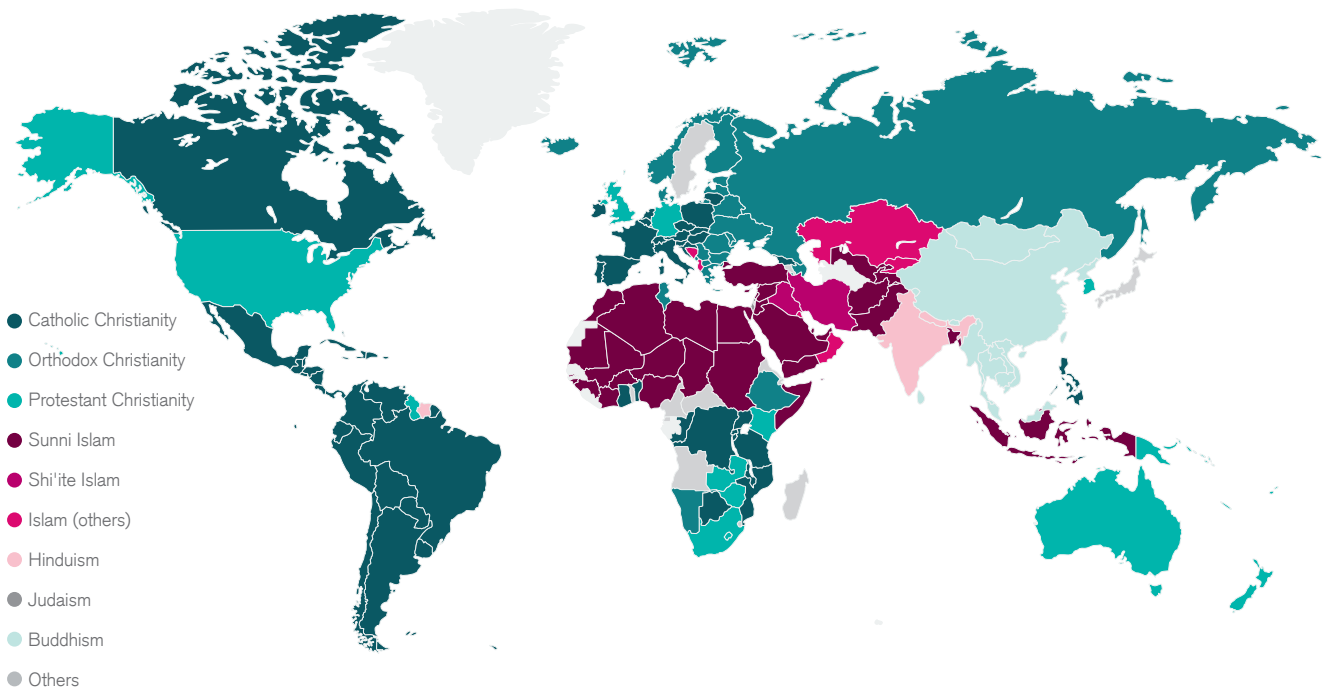 Catholic Christianity
Orthodox Christianity
Protestant Christianity
Sunni Islam
Shi'ite Islam
Islam (others)
Hinduism
Judaism
Buddhism
Others